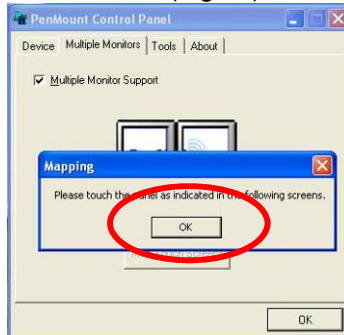 PenMount Control Panel
Device Multiple Monitors Tools About
Multiple Monitor Support
Mapping
Please touch the panel as indicated in the following screens.
OK
OK